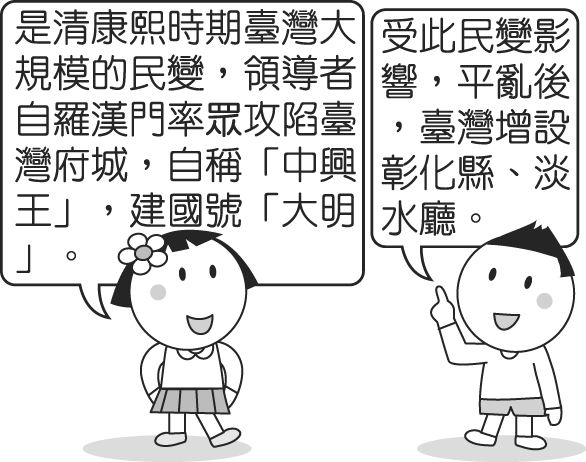 是清康熙時期臺灣大
規模的民變，領導者
自羅漢門率眾攻陷臺
灣府城，自稱「中興
王」，建國號「大明
」。
受此民變影
響，平亂後
，臺灣增設
彰化縣、淡
水廳。